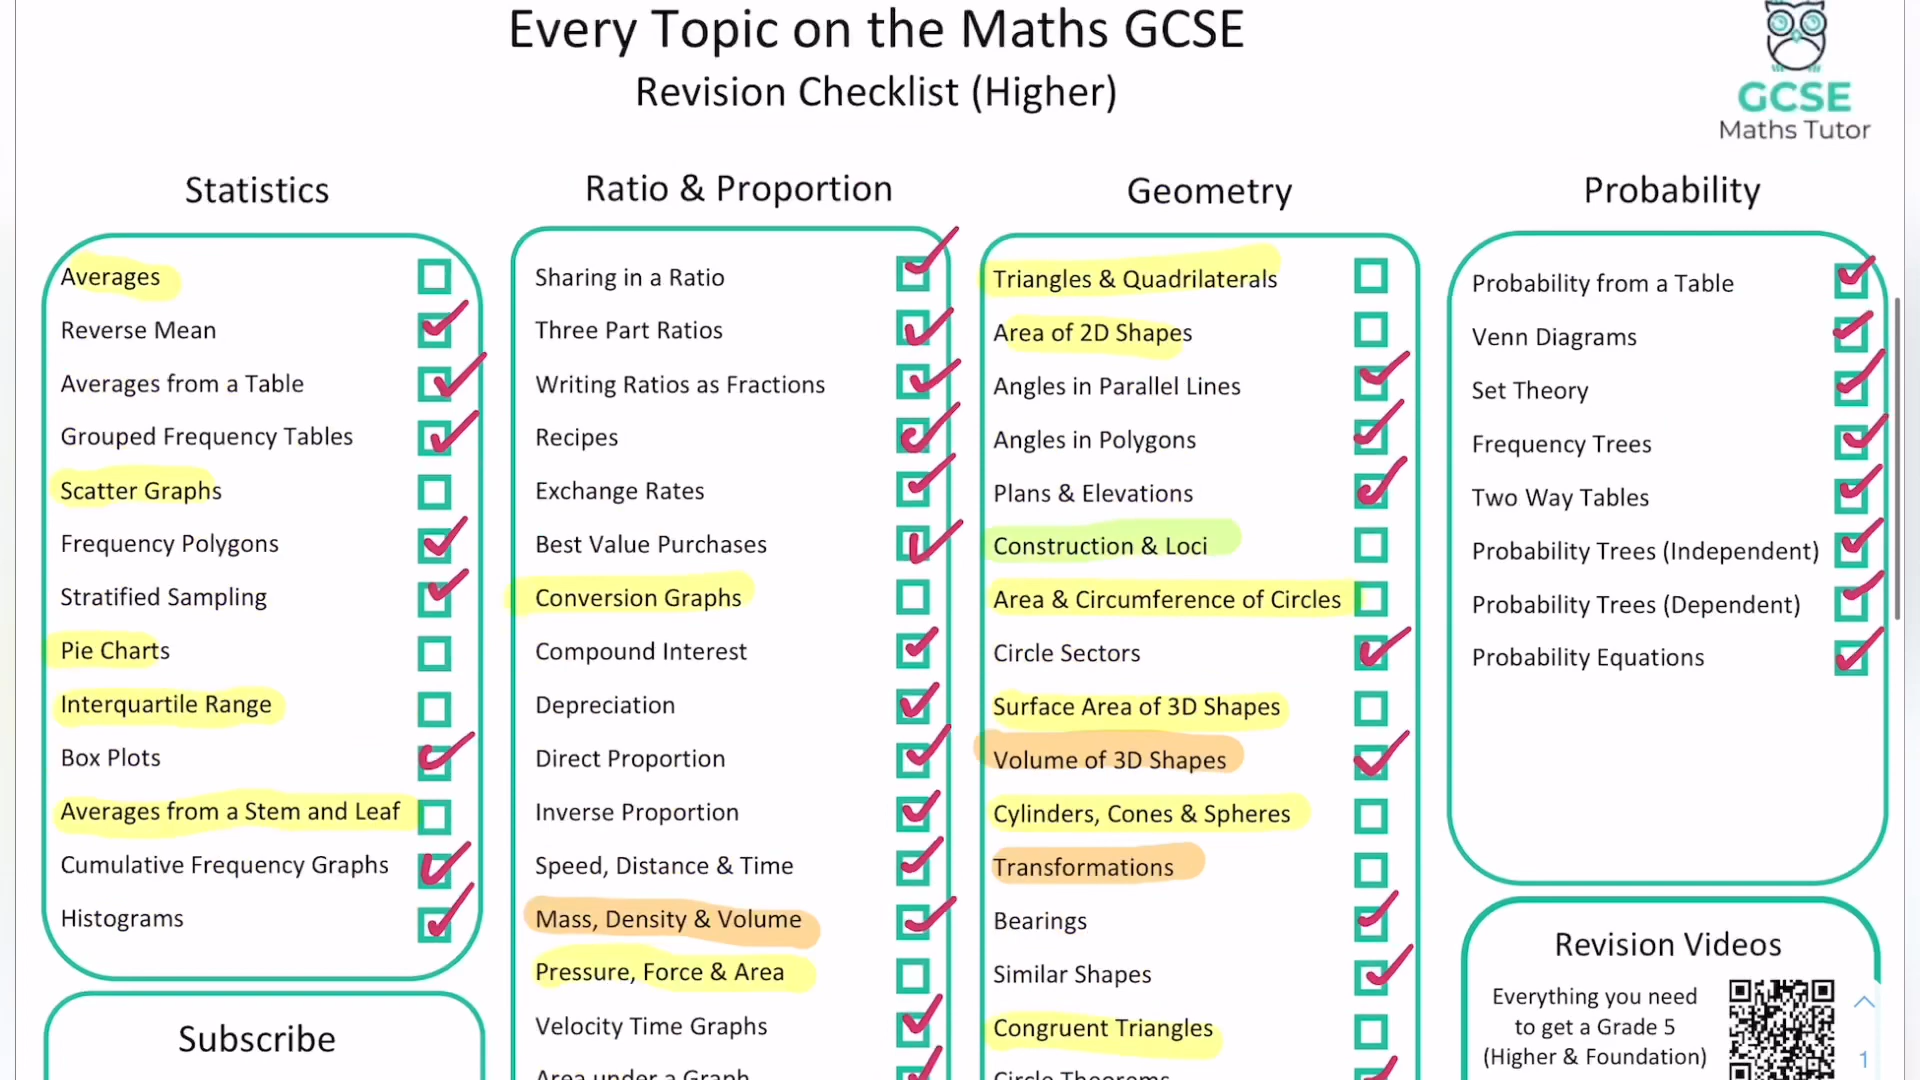 Every Topic on the Maths GCSE
Revision Checklist (Higher)
GCSE
Maths Tutor
Statistics
Averages
Reverse Mean
Averages from a Table
Grouped Frequency Tables
Scatter Graphs
Frequency Polygons
Stratified Sampling
Pie Charts
Interquartile Range
Box Plots
Averages from a Stem and Leaf
Cumulative Frequency Graphs
Histograms
Subscribe
Ratio & Proportion
Sharing in a Ratio
Three Part Ratios
Writing Ratios as Fractions
Recipes
Exchange Rates
Best Value Purchases
Conversion Graphs
Compound Interest
Depreciation
Direct Proportion
Inverse Proportion
Speed, Distance & Time
Mass, Density & Volume
Pressure, Force & Area
Velocity Time Graphs
Area under a Graph
Geometry
Triangles & Quadrilaterals
Area of 2D Shapes
Angles in Parallel Lines
Angles in Polygons
Plans & Elevations
Construction & Loci
Area & Circumference of Circles
Circle Sectors
Surface Area of 3D Shapes
Volume of 3D Shapes
Cylinders, Cones & Spheres
Transformations
Bearings
Similar Shapes
Congruent Triangles
Circle Theorems
Probability
Probability from a Table
Venn Diagrams
Set Theory
Frequency Trees
Two Way Tables
Probability Trees (Independent)
Probability Trees (Dependent)
Probability Equations
Revision Videos
Everything you need
to get a Grade 5
(Higher & Foundation)
1